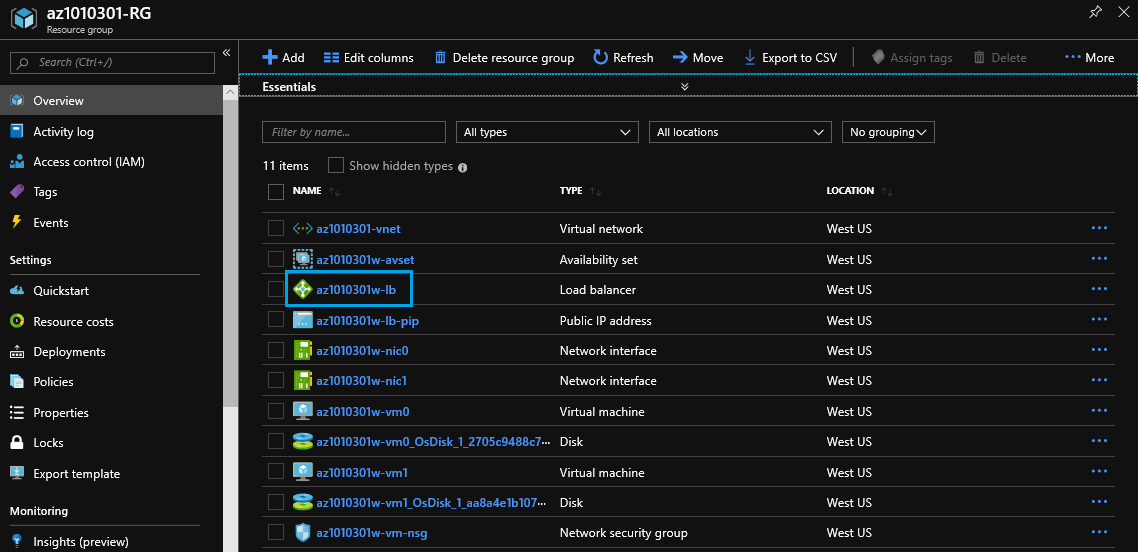 az1010301-RG
Resource group
Search (Ctrl+/)
Overview
Activity log
Access control (IAM)
Tags
Events
Settings
Quickstart
Resource costs
Deployments
Policies
Properties
Locks
Export template
Monitoring
Insights (preview)
Add Edit columns Delete resource group Refresh Move Export to CSV Assign tags Delete More
Essentials
Filter by name... All types All locations No grouping
11 items Show hidden types
NAME TYPE LOCATION
az1010301-vnet Virtual network West US
az1010301w-avset Availability set West US
az1010301w-lb Load balancer West US
az1010301w-lb-pip Public IP address West US
az1010301w-nic0 Network interface West US
az1010301w-nic1 Network interface West US
az1010301w-vm0 Virtual machine West US
az1010301w-vm0_OsDisk_1_2705c9488c7... Disk West US
az1010301w-vm1 Virtual machine West US
az1010301w-vm1_OsDisk_1_aa8a4e1b107... Disk West US
az1010301w-vm-nsg Network security group West US